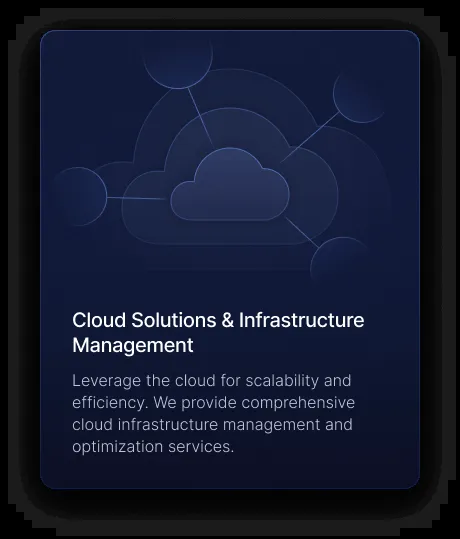 Cloud Solutions & Infrastructure
Management
Leverage the cloud for scalability and
efficiency. We provide comprehensive
cloud infrastructure management and
optimization services.